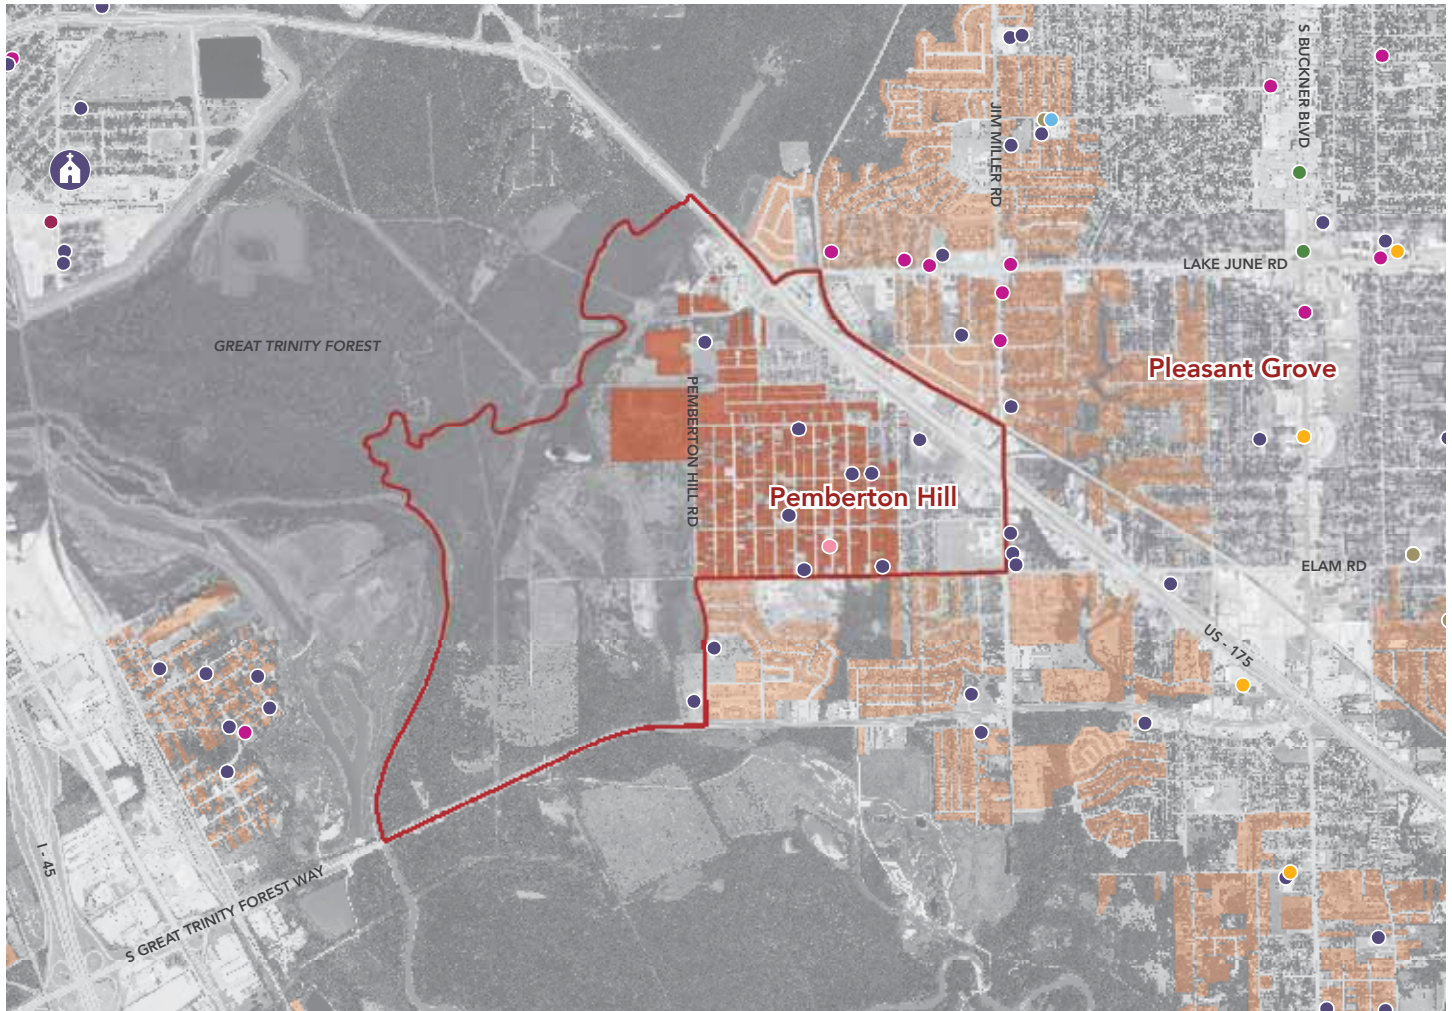 S BUCKNER BLVD
JIM MILLER RD
LAKE JUNE RD
GREAT TRINITY FOREST
Pleasant Grove
PEMBERTON HILL RD
Pemberton Hill
ELAM RD
US - 175
I - 45
S GREAT TRINITY FOREST WAY